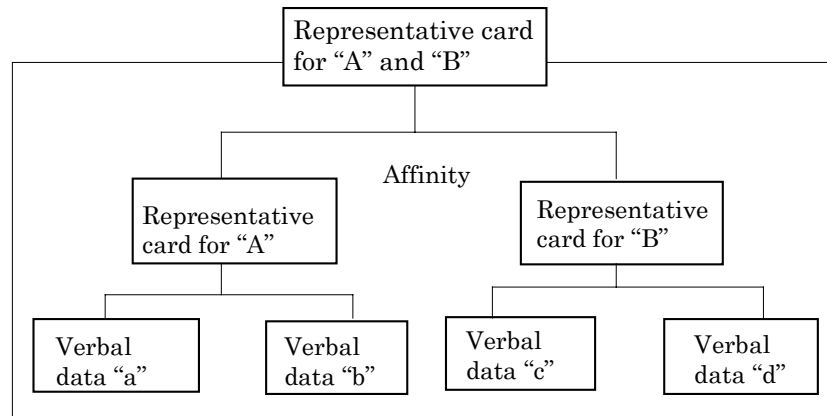 Representative card
for “A” and “B”
Affinity
Representative
card for “A”
Representative
card for “B”
Verbal
data “a”
Verbal
data “b”
Verbal
data “c”
Verbal
data “d”